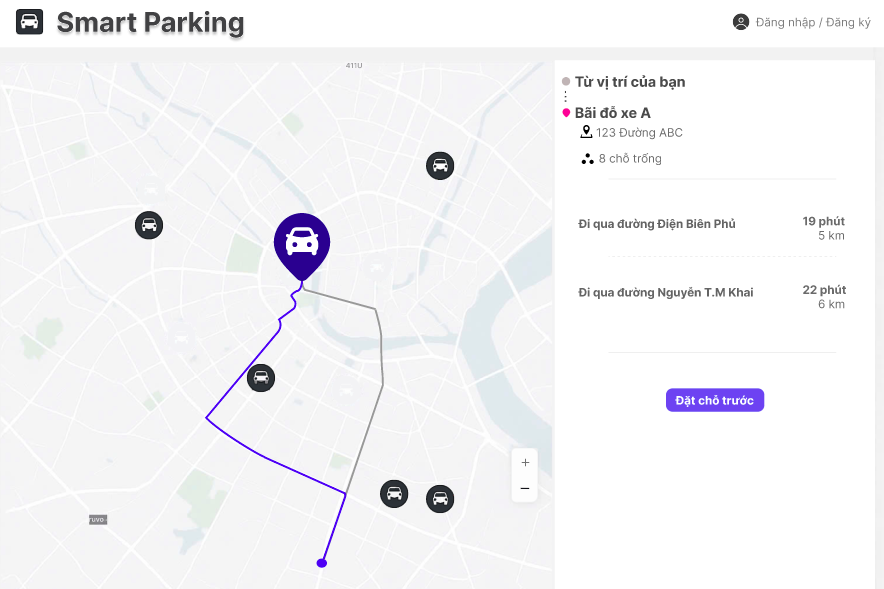 Smart Parking
Đăng nhập / Đăng ký
411U
Từ vị trí của bạn
Bãi đỗ xe A
123 Đường ABC
8 chỗ trống
Đi qua đường Điện Biên Phủ
19 phút
5 km
Đi qua đường Nguyễn T.M Khai
22 phút
6 km
Đặt chỗ trước
+
−